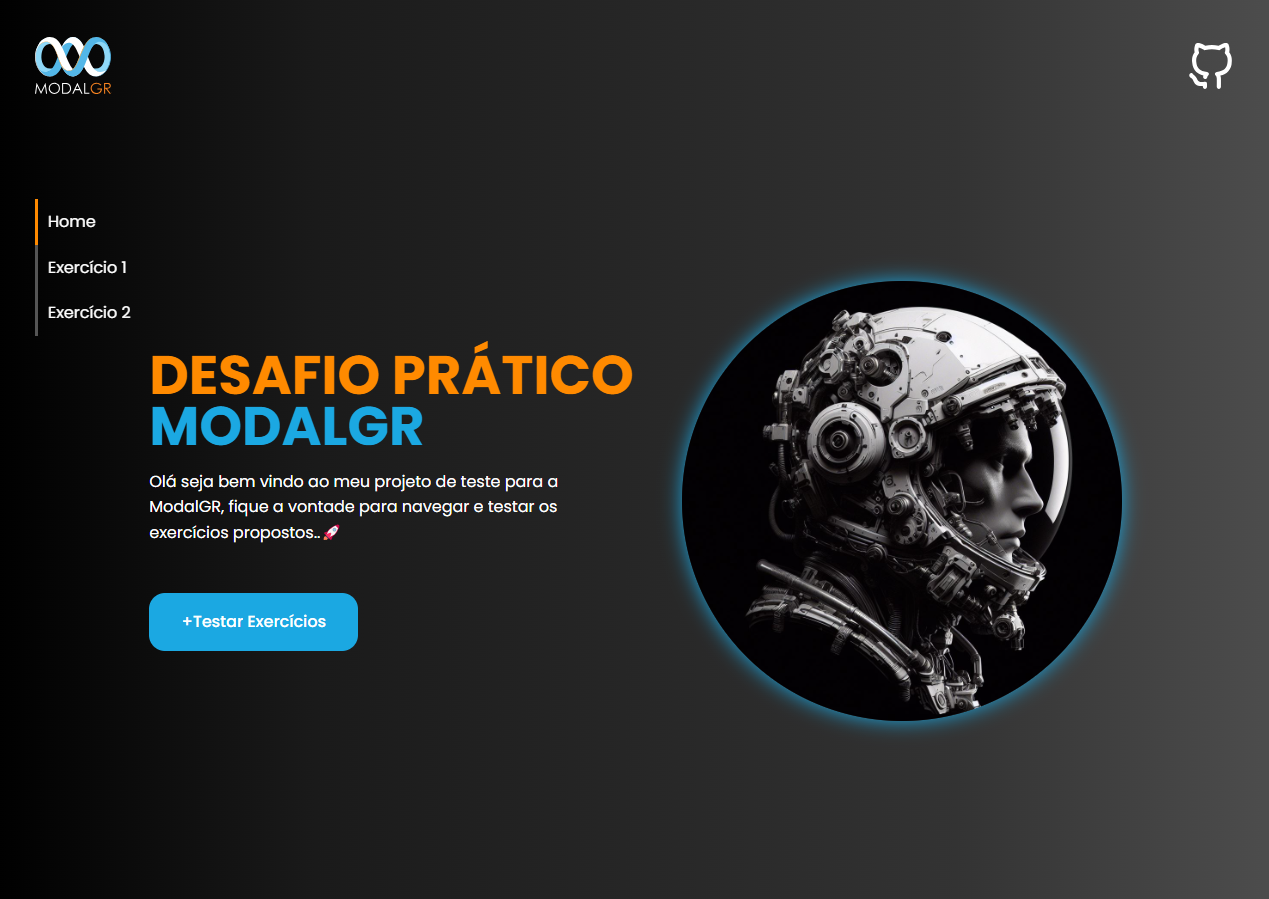 MODALGR
Home
Exercício 1
Exercício 2
DESAFIO PRÁTICO
MODALGR
Olá seja bem vindo ao meu projeto de teste para a
ModalGR, fique a vontade para navegar e testar os
exercícios propostos..🚀
+Testar Exercícios